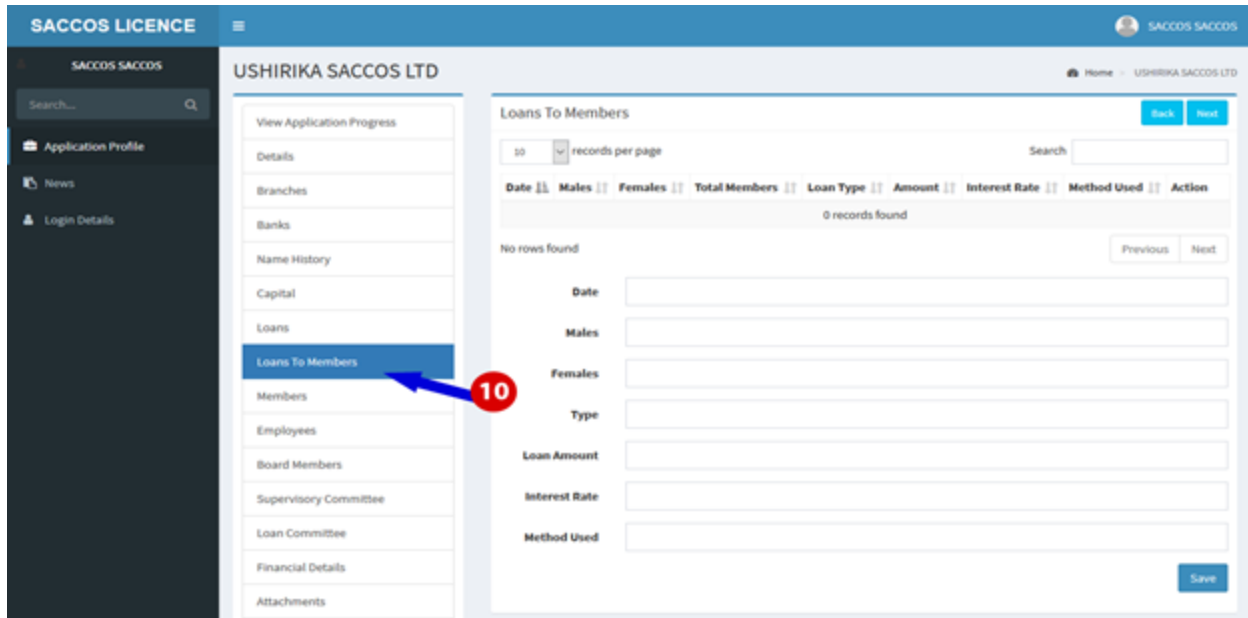 SACCOS LICENCE
SACCOS SACCOS
SACCOS SACCOS
Search...
Application Profile
News
Login Details
USHIRIKA SACCOS LTD
Home > USHIRIKA SACCOS LTD
View Application Progress
Details
Branches
Banks
Name History
Capital
Loans
Loans To Members
Members
Employees
Board Members
Supervisory Committee
Loan Committee
Financial Details
Attachments
10
Loans To Members
Back Next
10 records per page
Search
Date Males Females Total Members Loan Type Amount Interest Rate Method Used Action
0 records found
No rows found
Previous Next
Date
Males
Females
Type
Loan Amount
Interest Rate
Method Used
Save